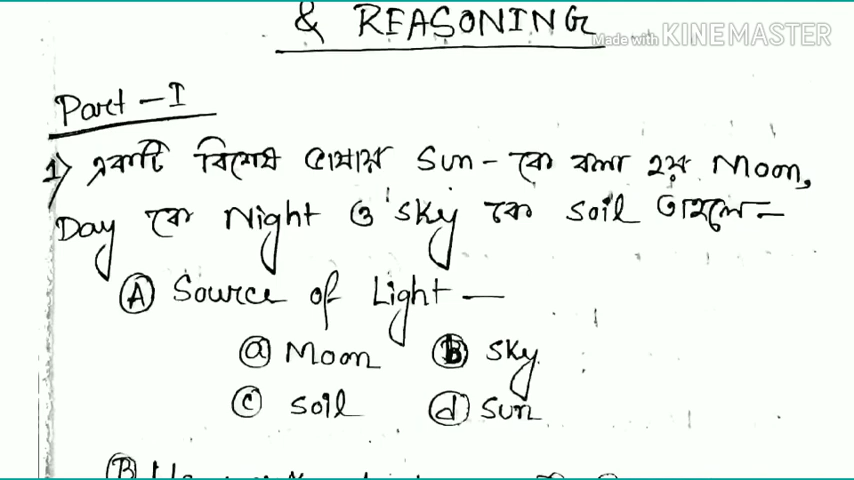 & REASONING
Made with KINEMASTER
Part - I
1) একটি বিশেষ ভাষায় Sun - কে বলা হয় Moon,
Day কে Night ও Sky কে Soil তাহলে -
(A) Source of Light —
(a) Moon (b) Sky
(c) Soil (d) Sun
(B)